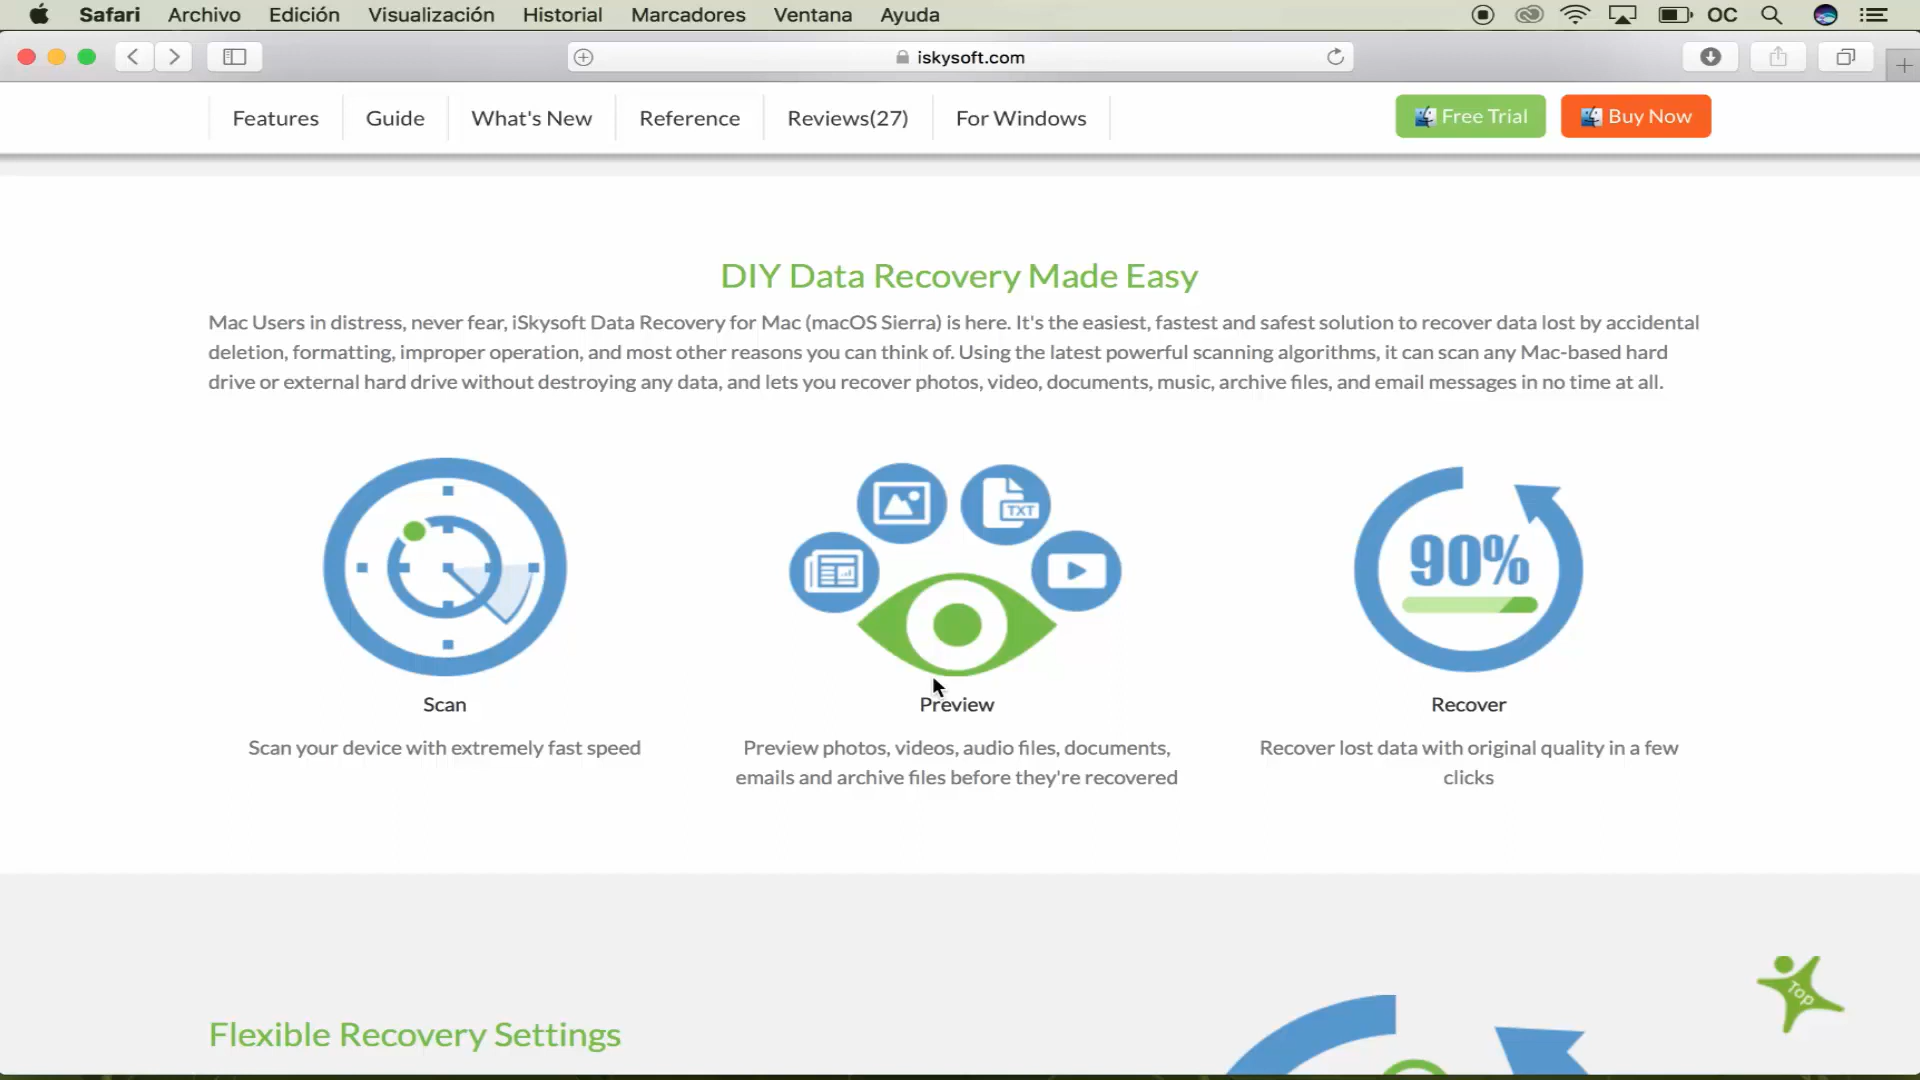 Safari Archivo Edición Visualización Historial Marcadores Ventana Ayuda OC
iskysoft.com
Features Guide What's New Reference Reviews(27) For Windows Free Trial Buy Now
DIY Data Recovery Made Easy
Mac Users in distress, never fear, iSkysoft Data Recovery for Mac (macOS Sierra) is here. It's the easiest, fastest and safest solution to recover data lost by accidental
deletion, formatting, improper operation, and most other reasons you can think of. Using the latest powerful scanning algorithms, it can scan any Mac-based hard
drive or external hard drive without destroying any data, and lets you recover photos, video, documents, music, archive files, and email messages in no time at all.
TXT
90%
Scan
Preview
Recover
Scan your device with extremely fast speed
Preview photos, videos, audio files, documents,
emails and archive files before they're recovered
Recover lost data with original quality in a few
clicks
Top
Flexible Recovery Settings